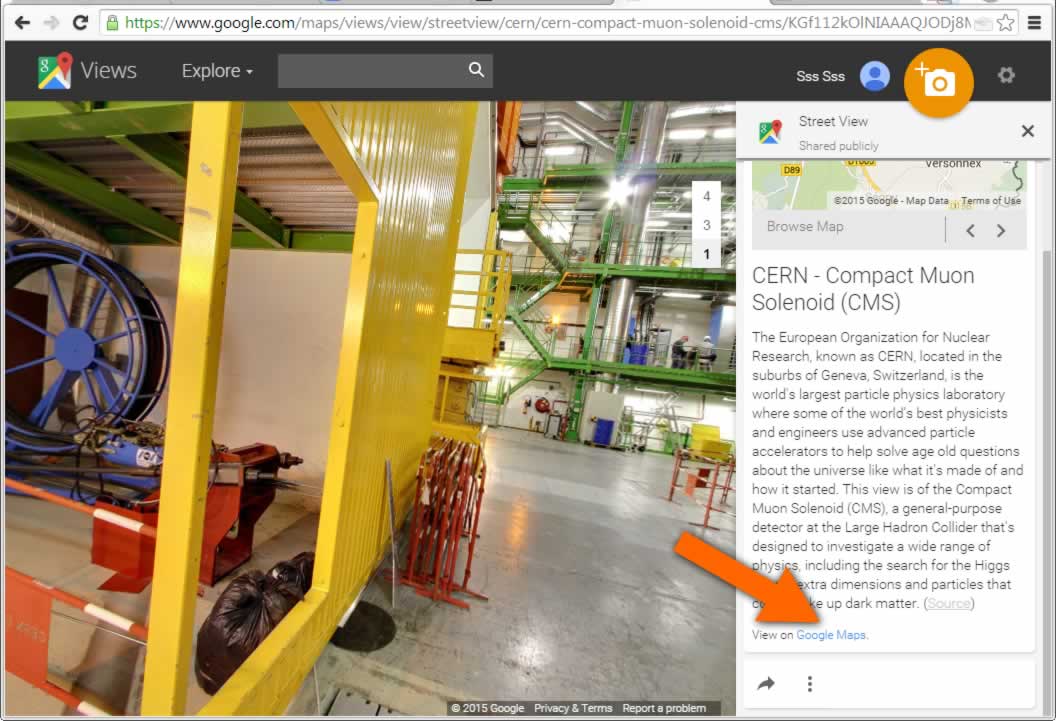 https://www.google.com/maps/views/view/streetview/cern/cern-compact-muon-solenoid-cms/KGf112kOlNIAAAQJODj8
Views
Explore
Sss Sss
Street View
Shared publicly
4
3
1
D89
D1005
Versonnex
©2015 Google - Map Data
Terms of Use
Browse Map
CERN - Compact Muon
Solenoid (CMS)
The European Organization for Nuclear
Research, known as CERN, located in the
suburbs of Geneva, Switzerland, is the
world's largest particle physics laboratory
where some of the world's best physicists
and engineers use advanced particle
accelerators to help solve age old questions
about the universe like what it's made of and
how it started. This view is of the Compact
Muon Solenoid (CMS), a general-purpose
detector at the Large Hadron Collider that's
designed to investigate a wide range of
physics, including the search for the Higgs
extra dimensions and particles that
up dark matter. (Source)
View on Google Maps.
© 2015 Google Privacy & Terms Report a problem